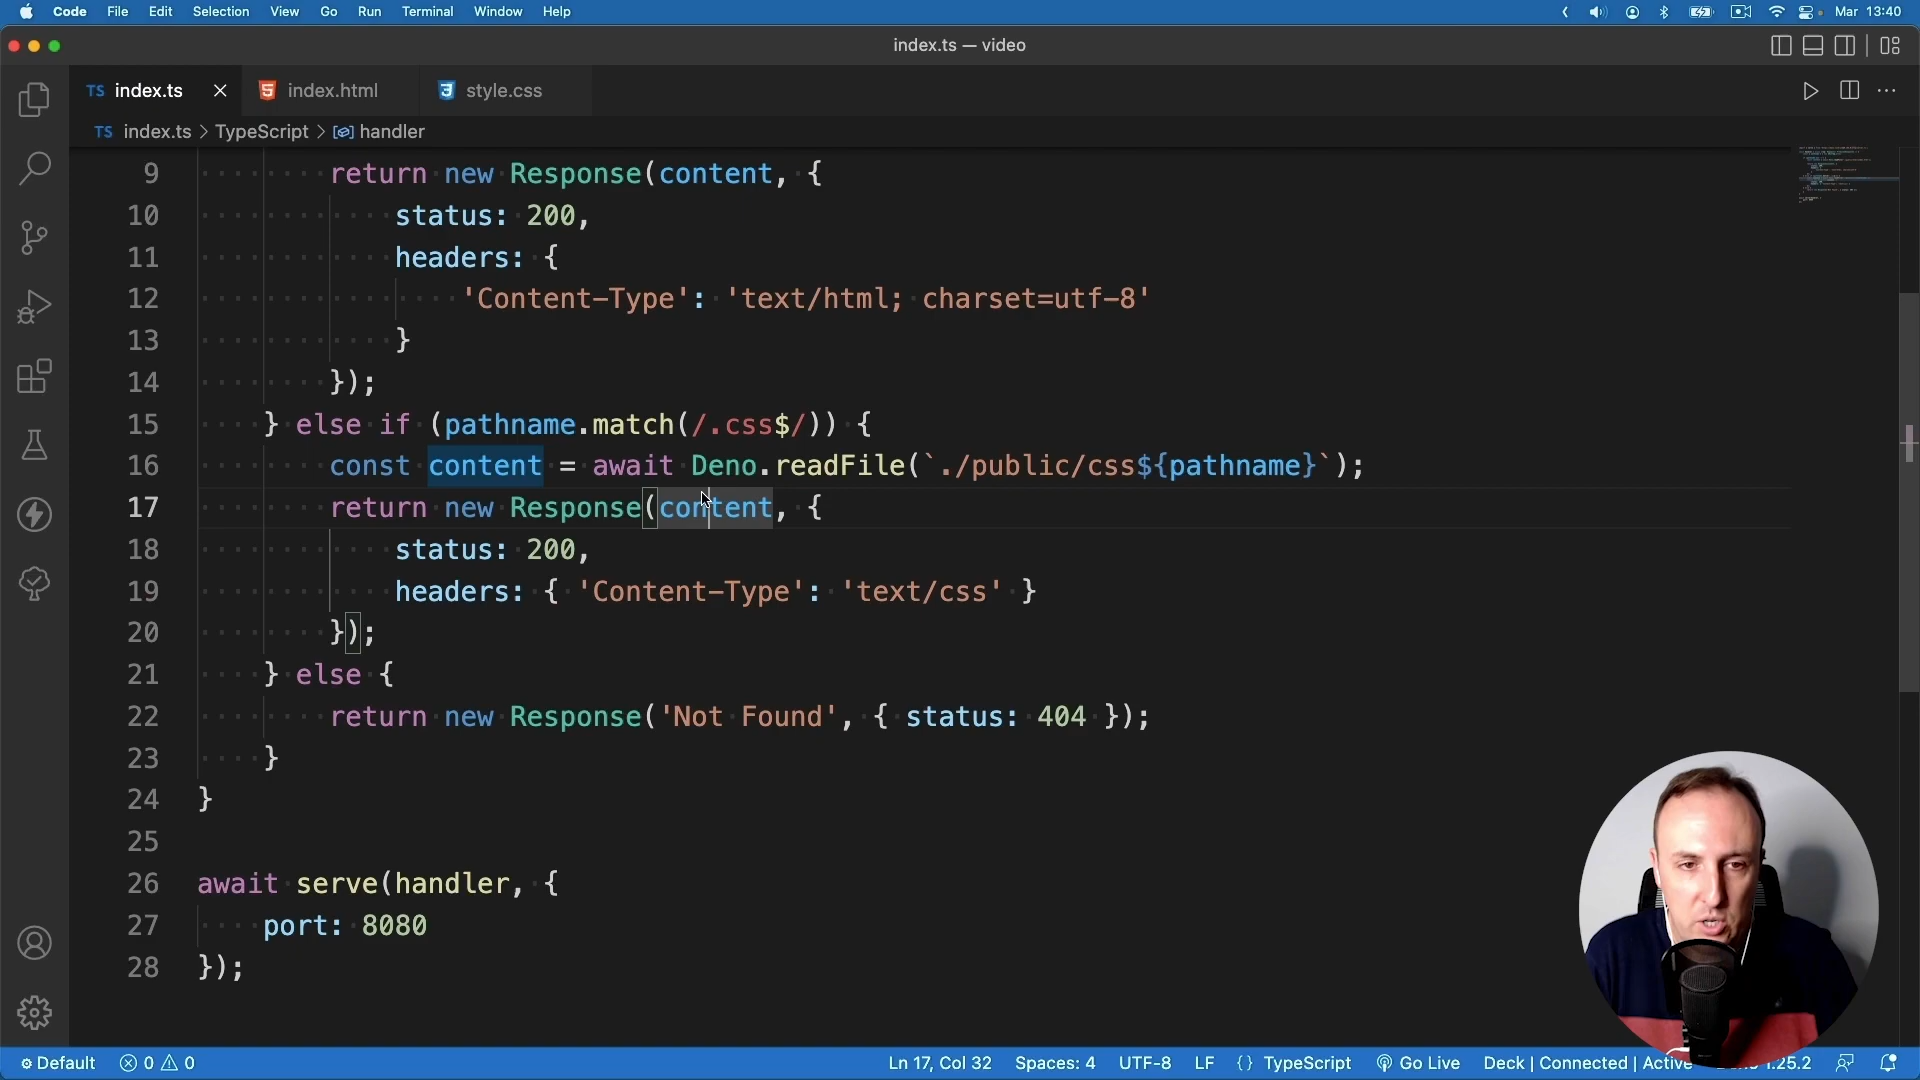 Code File Edit Selection View Go Run Terminal Window Help Mar 13:40
index.ts — video
TS index.ts index.html style.css
TS index.ts > TypeScript > handler
9 return new Response(content, {
10 status: 200,
11 headers: {
12 'Content-Type': 'text/html; charset=utf-8'
13 }
14 });
15 } else if (pathname.match(/.css$/)) {
16 const content = await Deno.readFile(`./public/css${pathname}`);
17 return new Response(content, {
18 status: 200,
19 headers: { 'Content-Type': 'text/css' }
20 });
21 } else {
22 return new Response('Not Found', { status: 404 });
23 }
24 }
25
26 await serve(handler, {
27 port: 8080
28 });
Default 0 0 Ln 17, Col 32 Spaces: 4 UTF-8 LF {} TypeScript Go Live Deck | Connected | Active 1.25.2